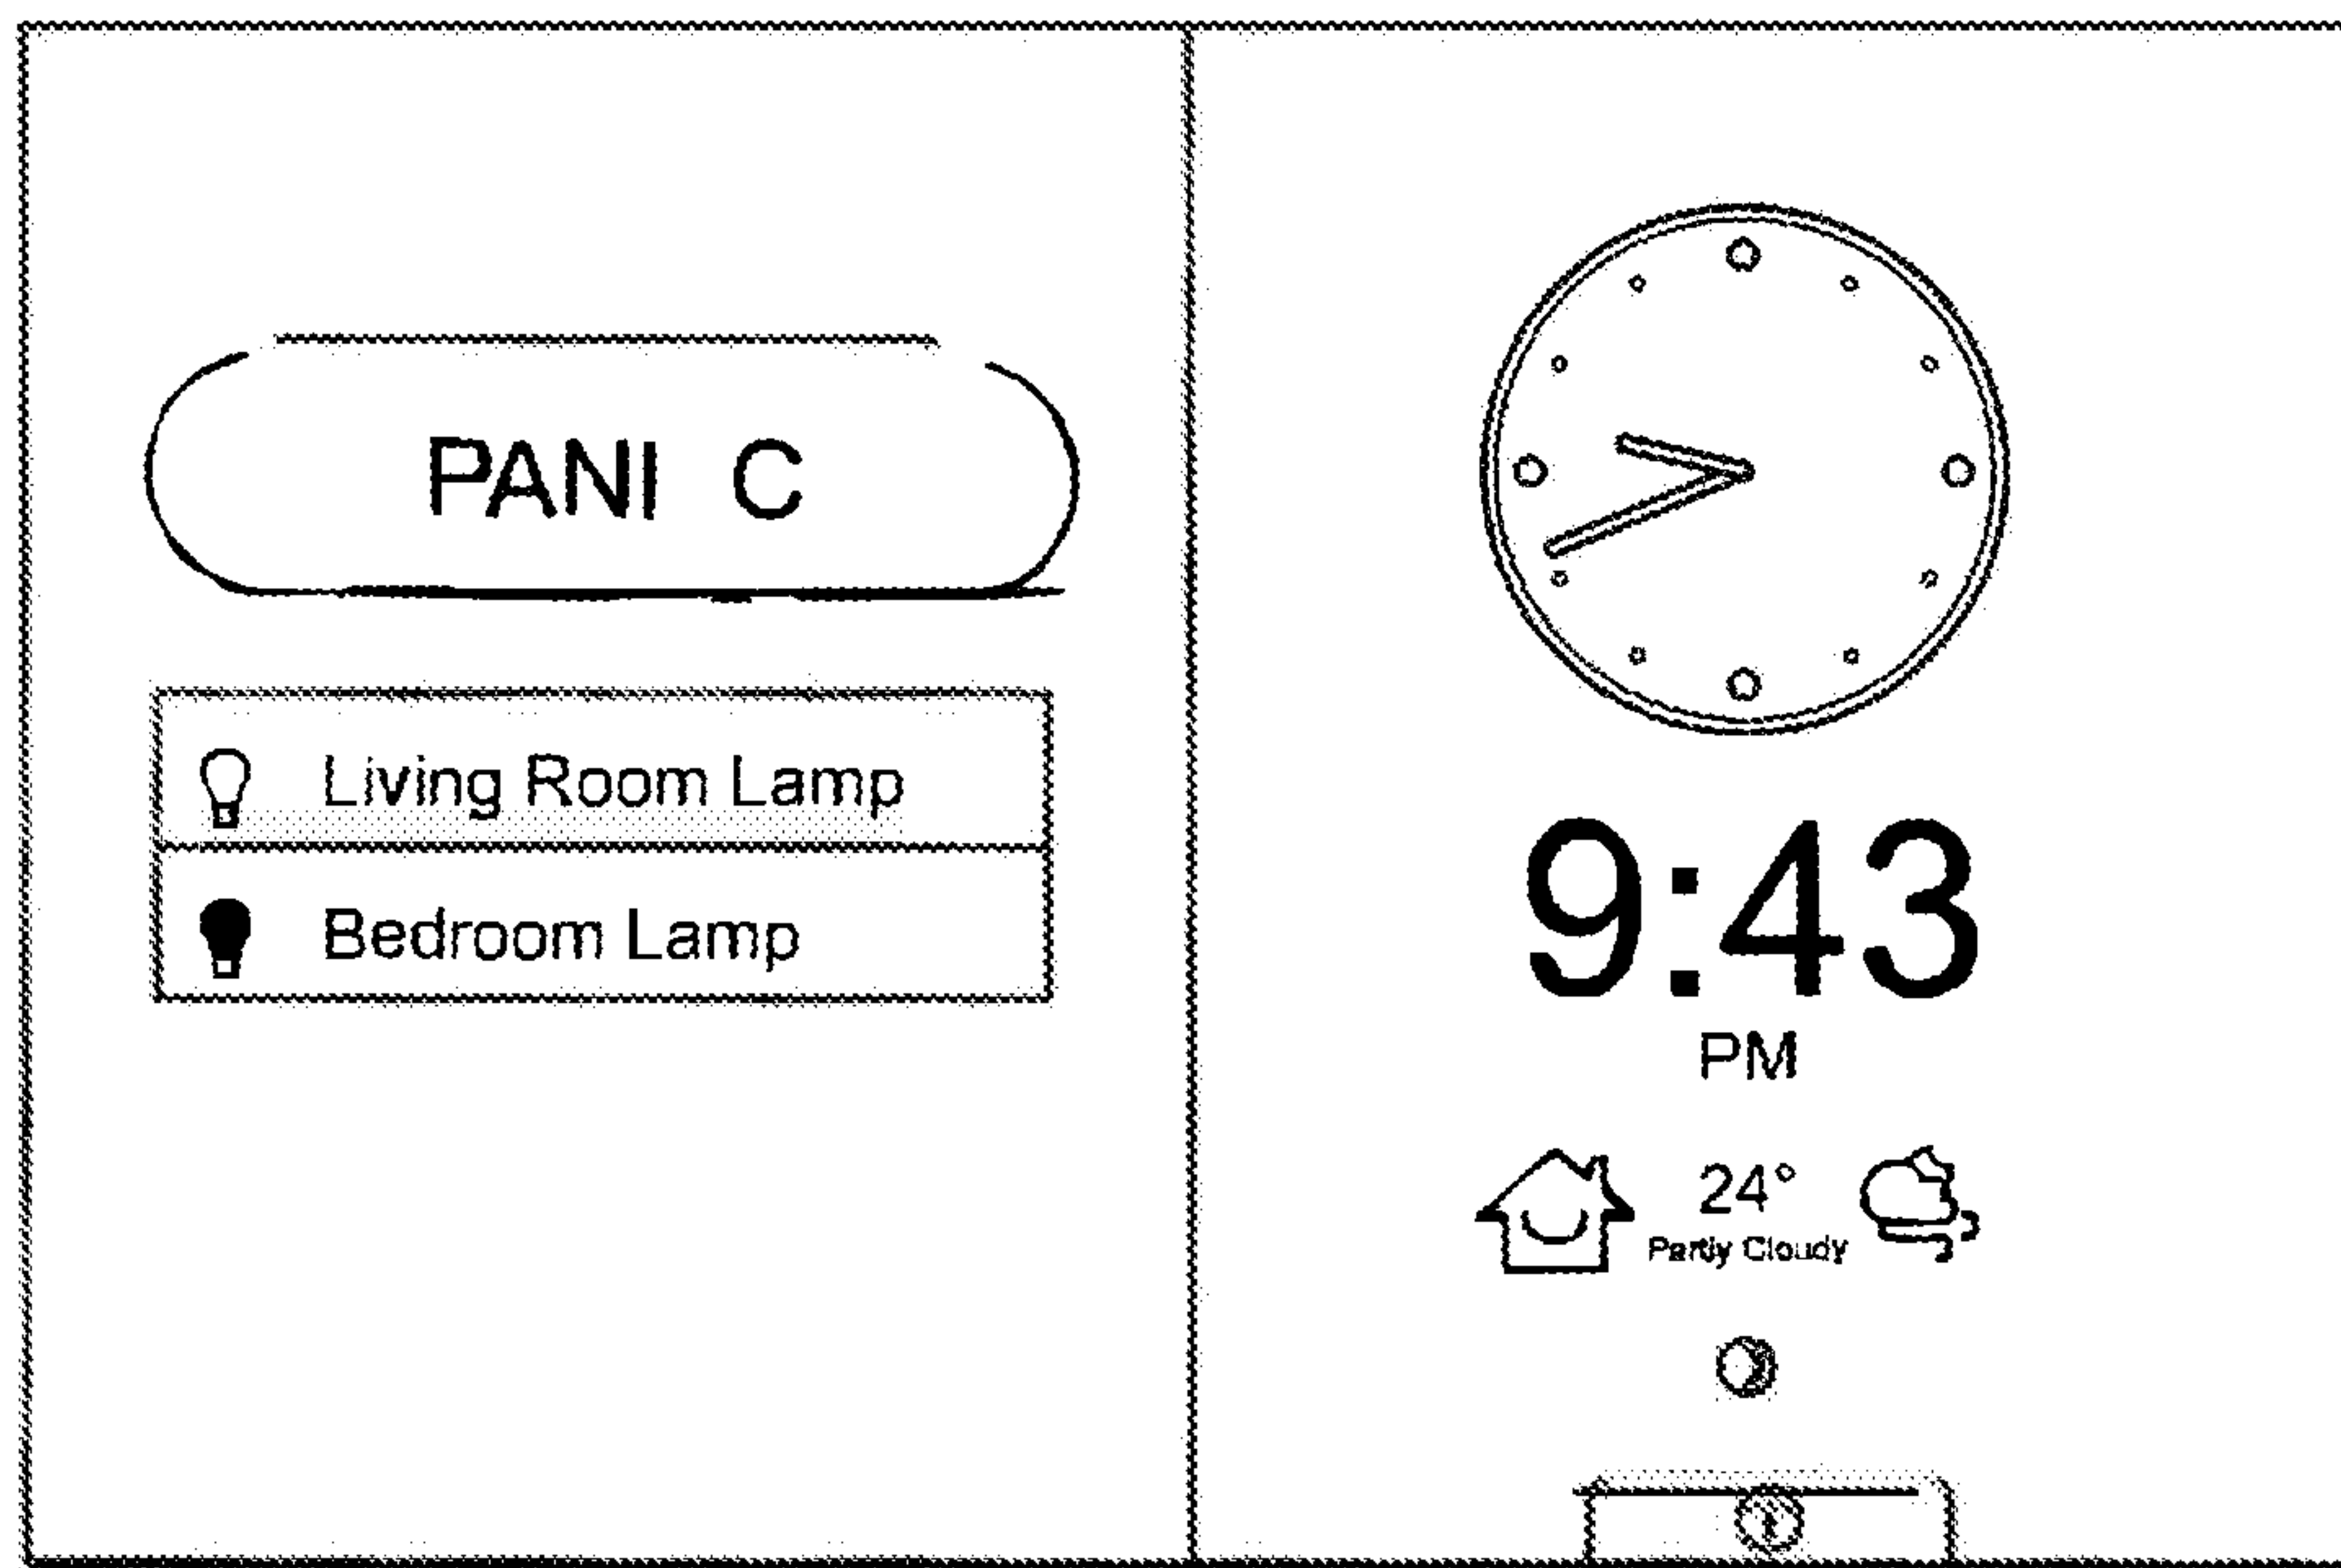 PANI C
Living Room Lamp
Bedroom Lamp
9:43
PM
24°
Partly Cloudy